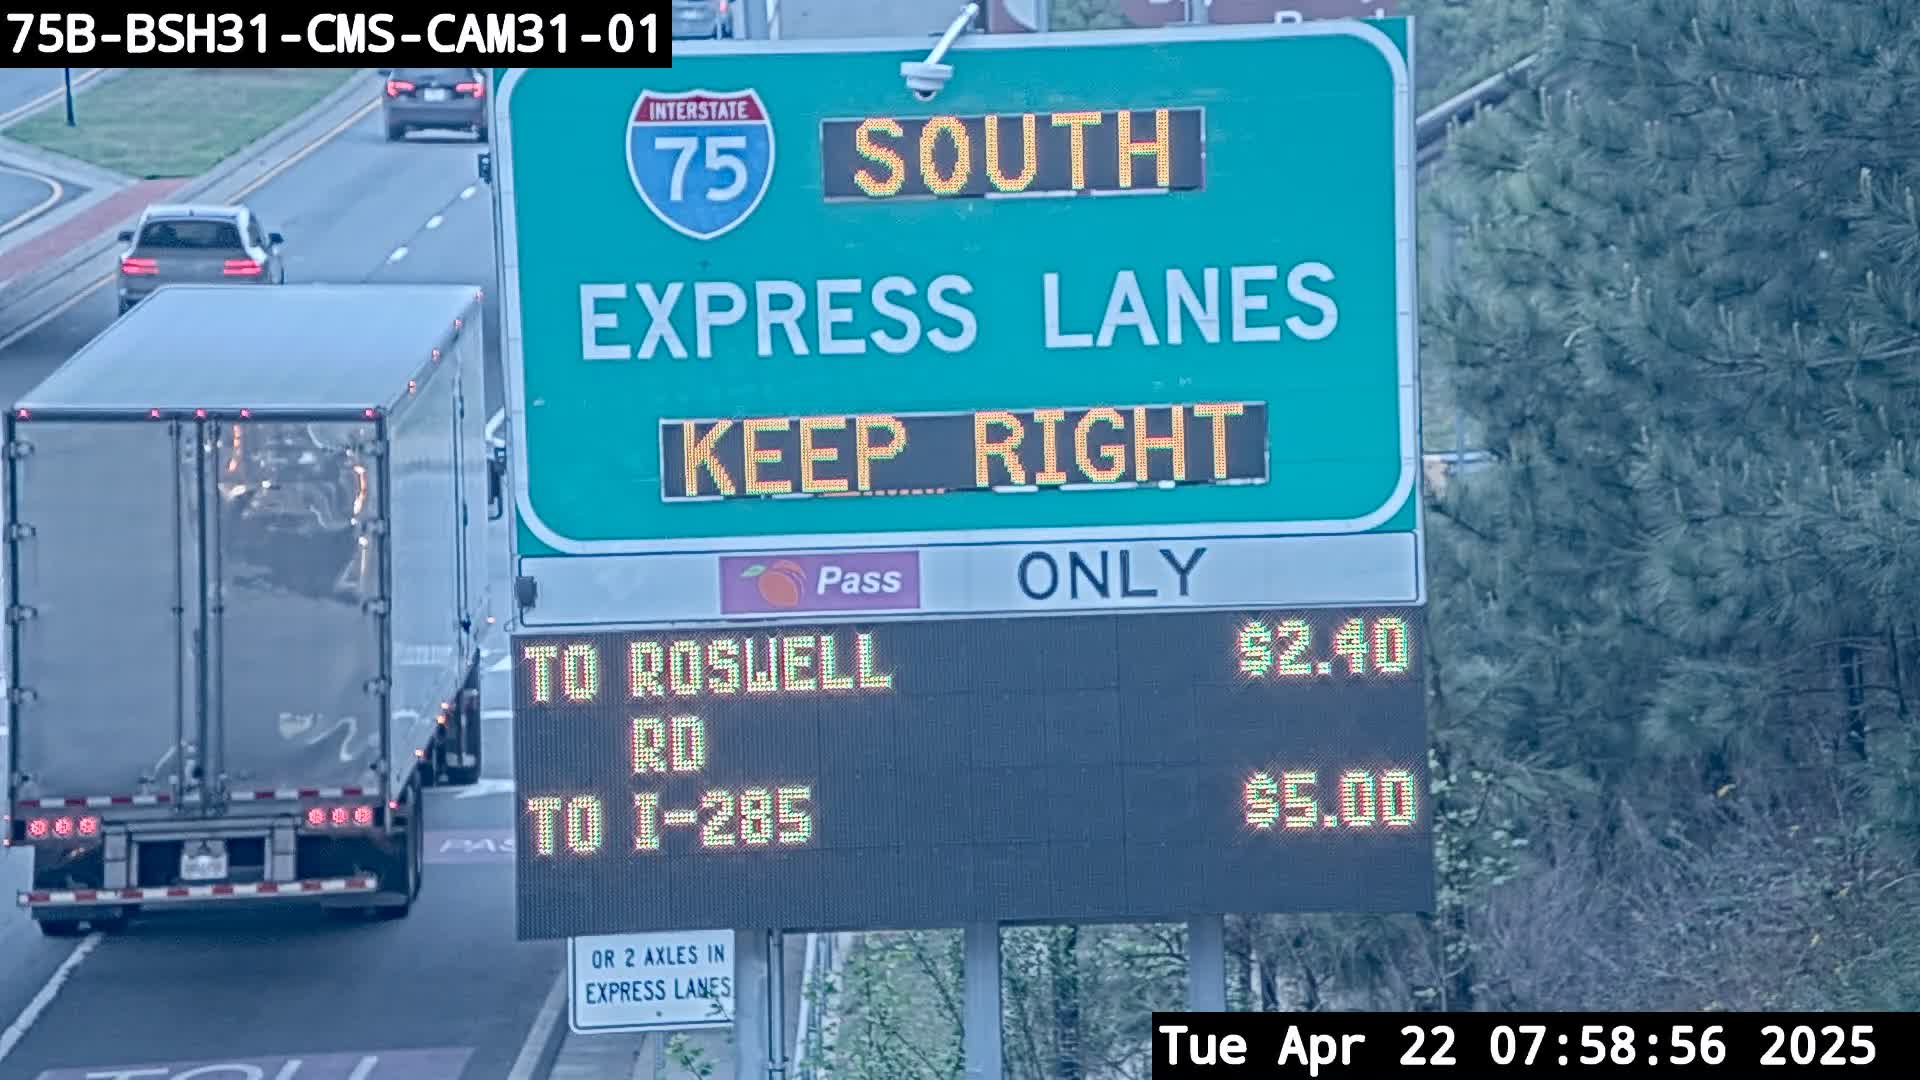 75B-BSH31-CMS-CAM31-01
INTERSTATE
75
SOUTH
EXPRESS LANES
KEEP RIGHT
Pass ONLY
TO ROSWELL $2.40
RD
TO I-285 $5.00
OR 2 AXLES IN
EXPRESS LANES
TOLL
Tue Apr 22 07:58:56 2025